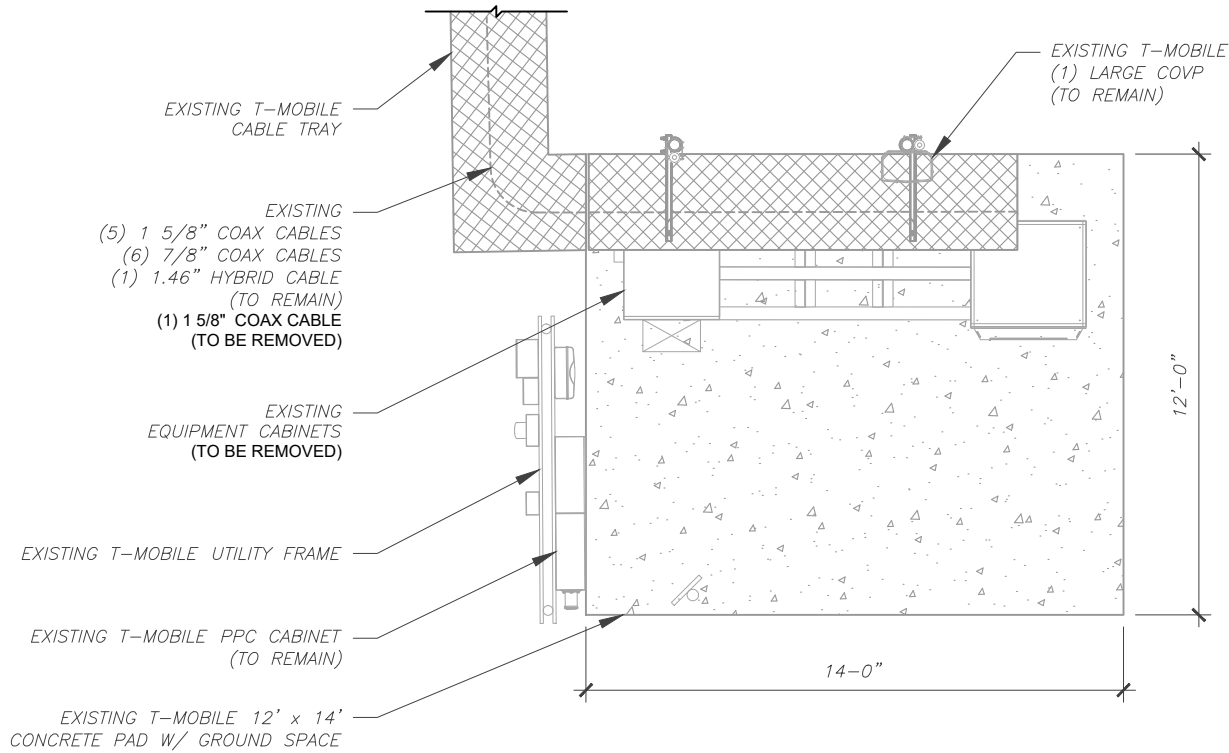 EXISTING T-MOBILE
CABLE TRAY
EXISTING T-MOBILE
(1) LARGE COVP
(TO REMAIN)
EXISTING
(5) 1 5/8" COAX CABLES
(6) 7/8" COAX CABLES
(1) 1.46" HYBRID CABLE
(TO REMAIN)
(1) 1 5/8" COAX CABLE
(TO BE REMOVED)
EXISTING
EQUIPMENT CABINETS
(TO BE REMOVED)
12'-0"
EXISTING T-MOBILE UTILITY FRAME
EXISTING T-MOBILE PPC CABINET
(TO REMAIN)
14-0"
EXISTING T-MOBILE 12' x 14'
CONCRETE PAD W/ GROUND SPACE